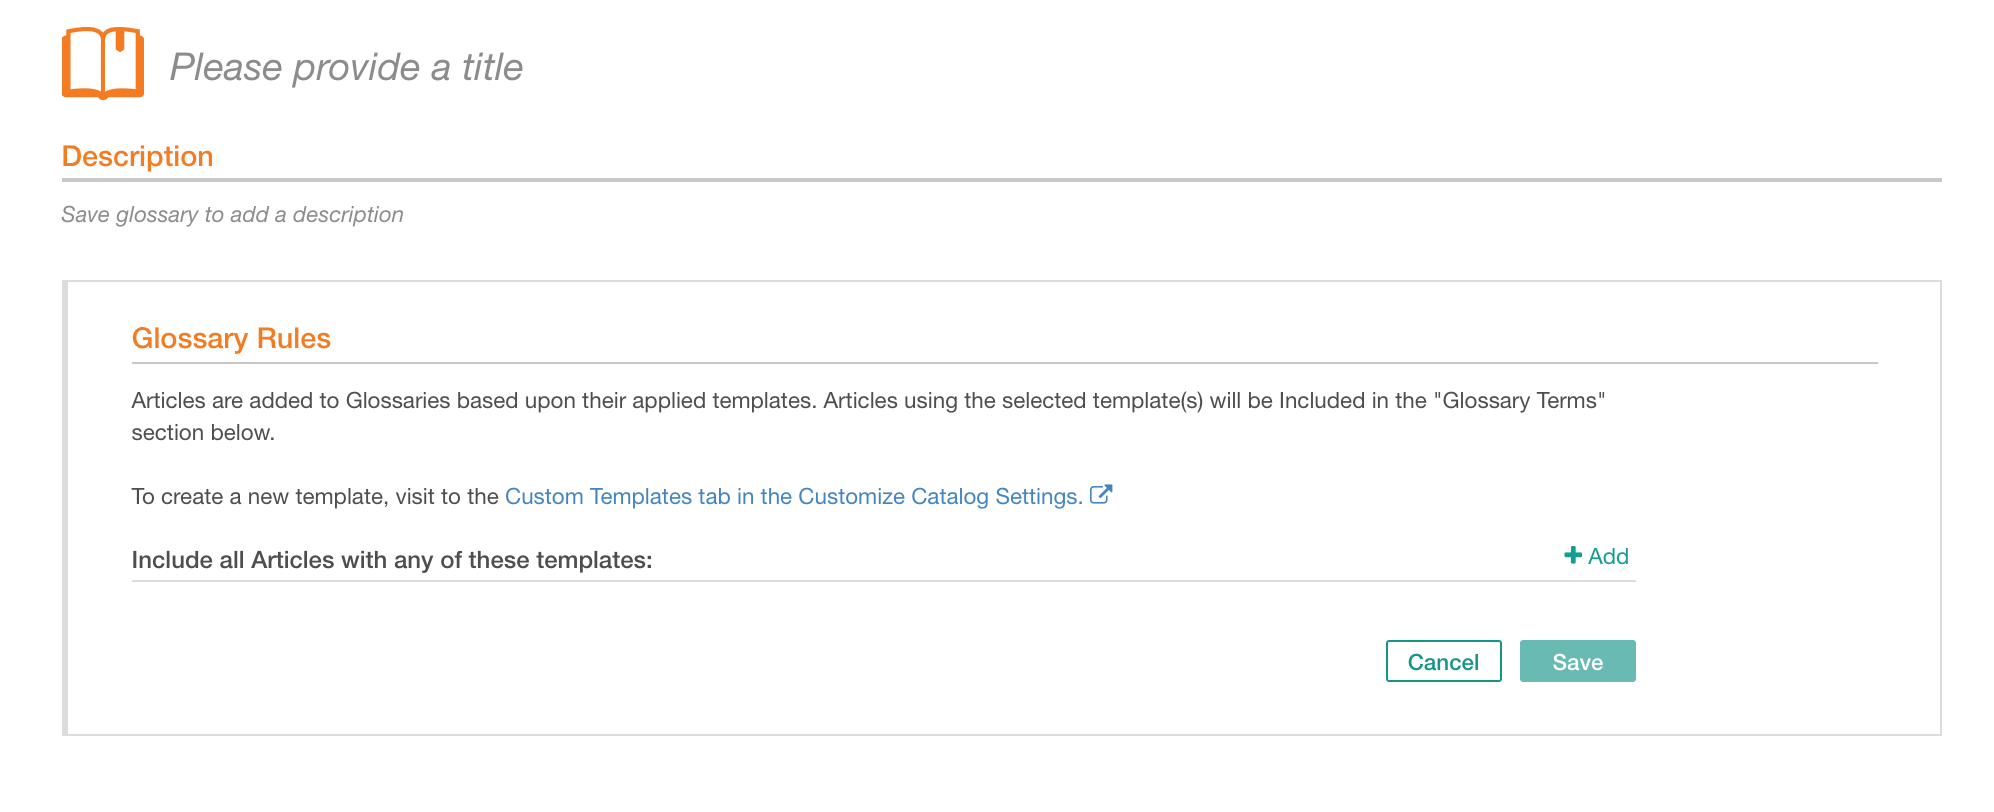 Please provide a title
Description
Save glossary to add a description
Glossary Rules
Articles are added to Glossaries based upon their applied templates. Articles using the selected template(s) will be Included in the "Glossary Terms"
section below.
To create a new template, visit to the Custom Templates tab in the Customize Catalog Settings.
Include all Articles with any of these templates:
Add
Cancel
Save